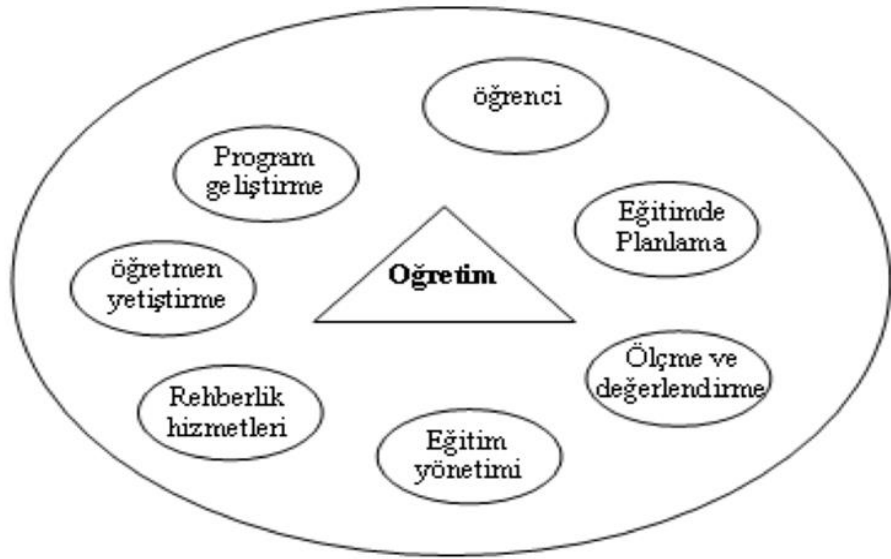 öğrenci
Program
geliştirme
Eğitimde
Planlama
öğretmen
yetiştirme
Oğretim
Ölçme ve
değerlendirme
Rehberlik
hizmetleri
Eğitim
yönetimi